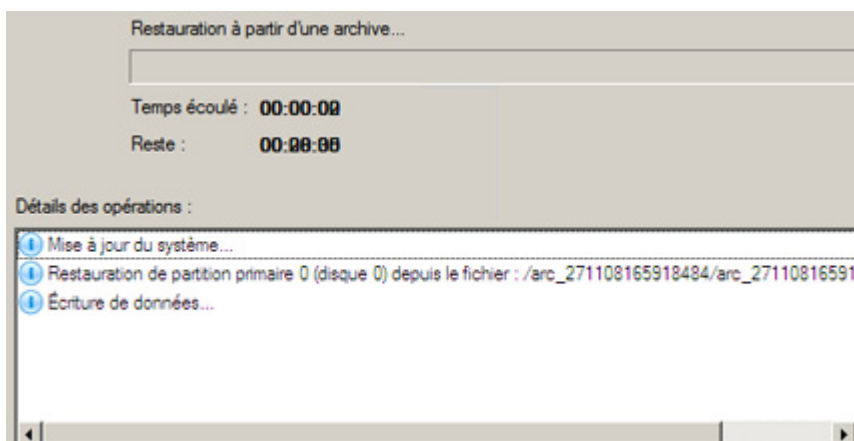 Restauration à partir d'une archive...
Temps écoulé :
Reste :
Détails des opérations :
Mise à jour du système...
Restauration de partition primaire 0 (disque 0) depuis le fichier : /arc_271108165918484/arc_27110816591
Écriture de données...